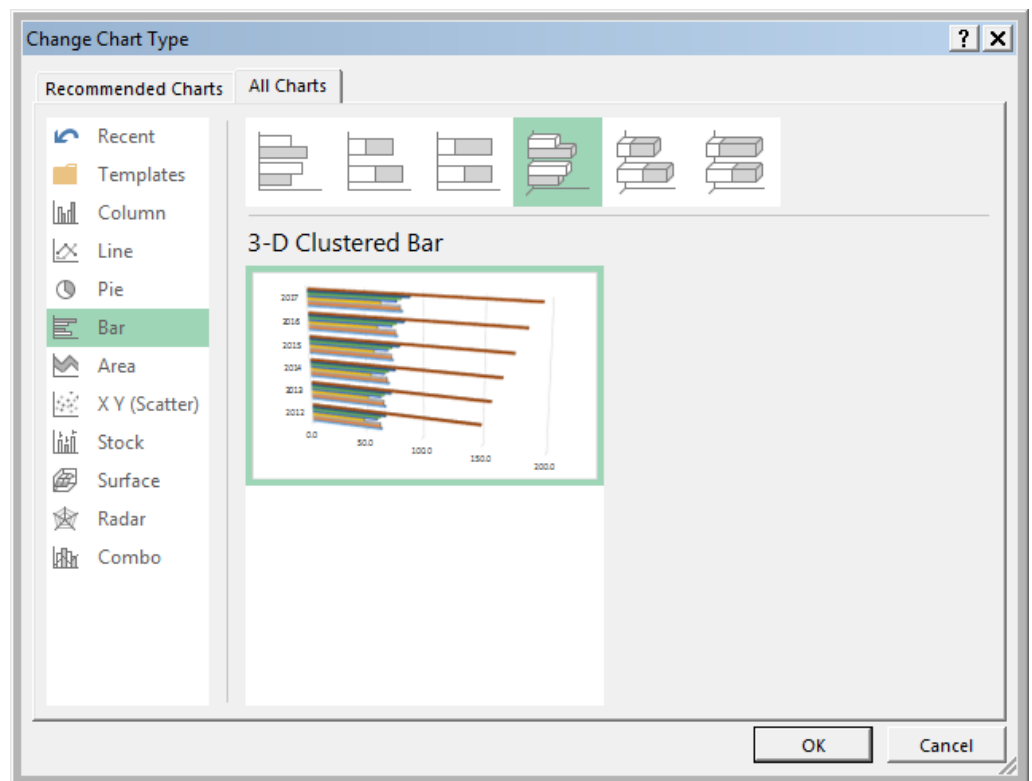 Change Chart Type
?
Recommended Charts
All Charts
Recent
Templates
Column
Line
Pie
Bar
Area
X Y (Scatter)
Stock
Surface
Radar
Combo
3-D Clustered Bar
2017
2016
2015
2014
2013
2012
0.0
50.0
100.0
150.0
200.0
OK
Cancel